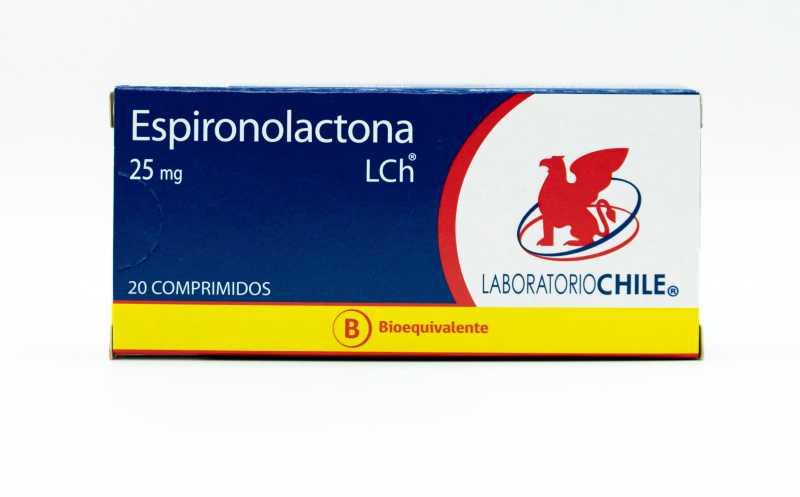 Espironolactona
25 mg
LCh®
20 COMPRIMIDOS
LABORATORIOCHILE®
B Bioequivalente